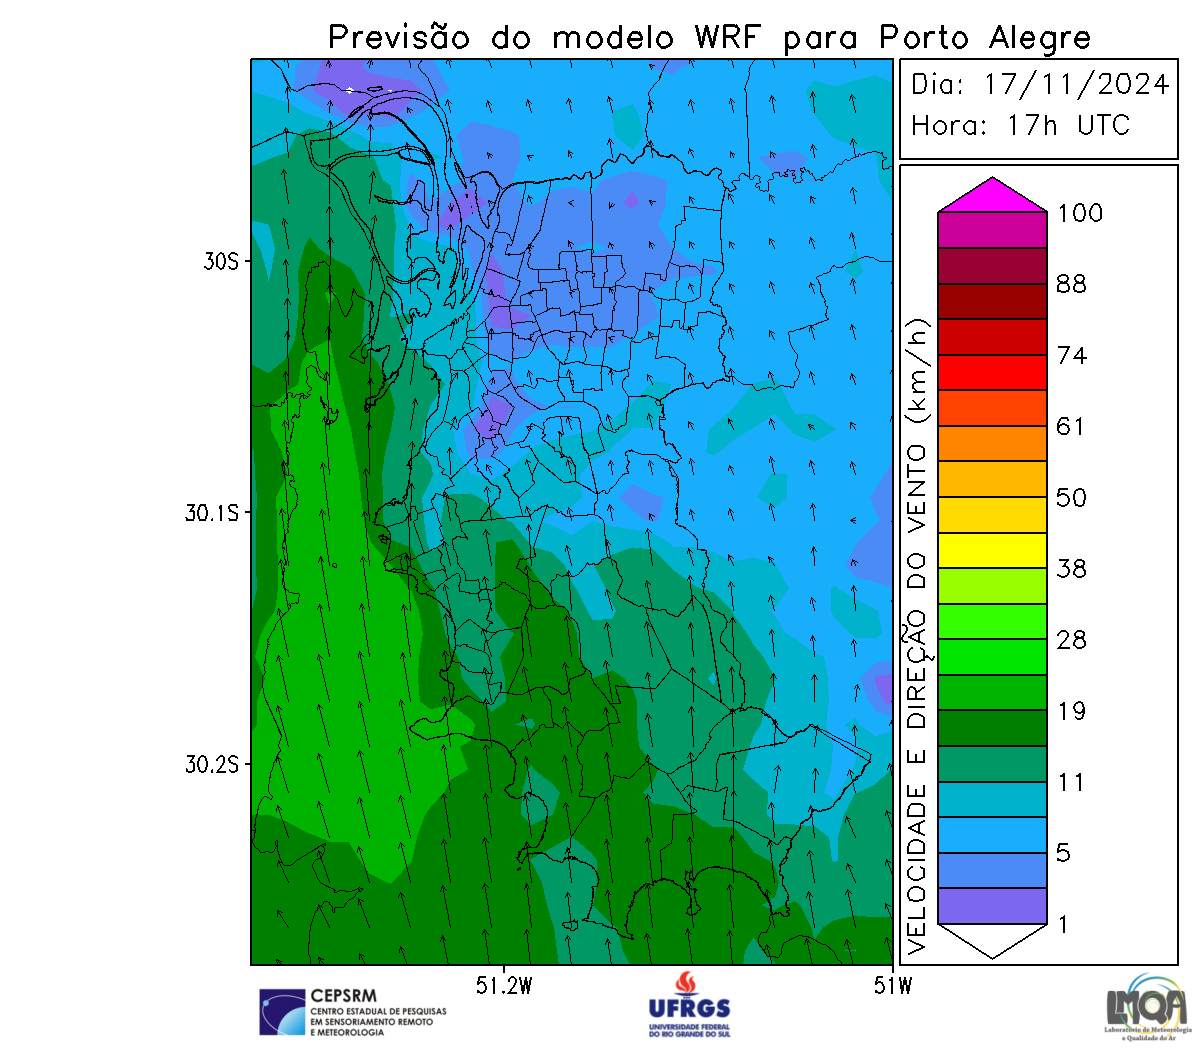 Previsão do modelo WRF para Porto Alegre
Dia: 17/11/2024
Hora: 17h UTC
100
88
74
61
50
38
28
19
11
5
1
VELOCIDADE E DIREÇÃO DO VENTO (km/h)
30S
30.1S
30.2S
51.2W
51W
CEPSRM
CENTRO ESTADUAL DE PESQUISAS
EM SENSORIAMENTO REMOTO
E METEOROLOGIA
UFRGS
UNIVERSIDADE FEDERAL
DO RIO GRANDE DO SUL
LMQA
Laboratório de Meteorologia
e Qualidade do Ar